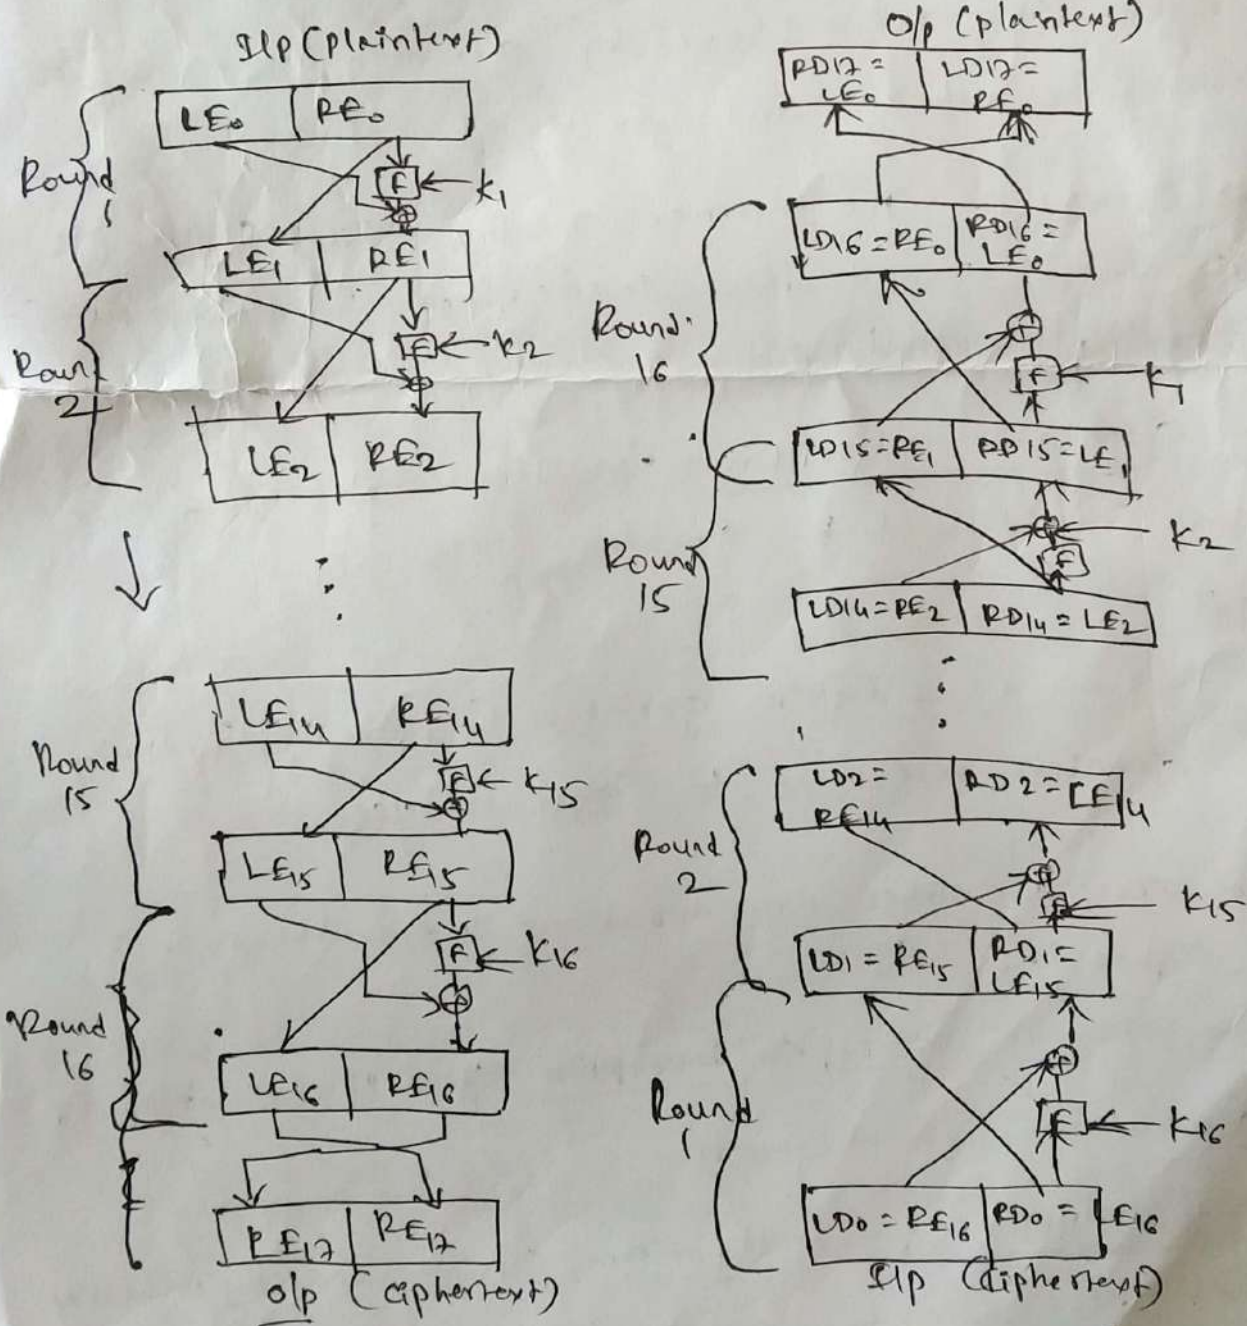 I/p (plaintext)
LE0 RE0
Round
1
F
K1
LE1 RE1
Roun
2
F
K2
LE2 RE2
LE14 RE14
Round
15
F
K15
LE15 RE15
F
K16
Round
16
LE16 RE16
RE17 RE17
o/p (ciphertext)
O/p (plaintext)
RD17 = LD17 =
LE0 RE0
LD16 = RE0 RD16 =
LE0
Round
16
F
K1
LD15 = RE1 RD15 = LE1
K2
Round
15
F
LD14 = RE2 RD14 = LE2
LD2 = RD2 = LE14
RE14
Round
2
F
K15
LD1 = RE15 RD1 =
LE15
Round
1
F
K16
LD0 = RE16 RD0 = LE16
I/p (ciphertext)